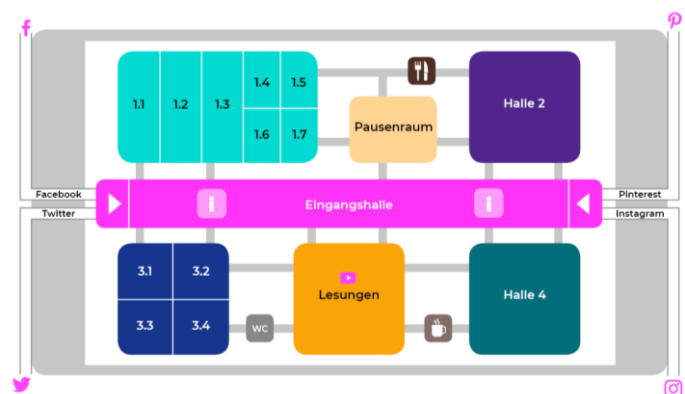 1.1
1.2
1.3
1.4
1.5
1.6
1.7
Pausenraum
Halle 2
Facebook
Twitter
Eingangshalle
Pinterest
Instagram
3.1
3.2
3.3
3.4
WC
Lesungen
Halle 4